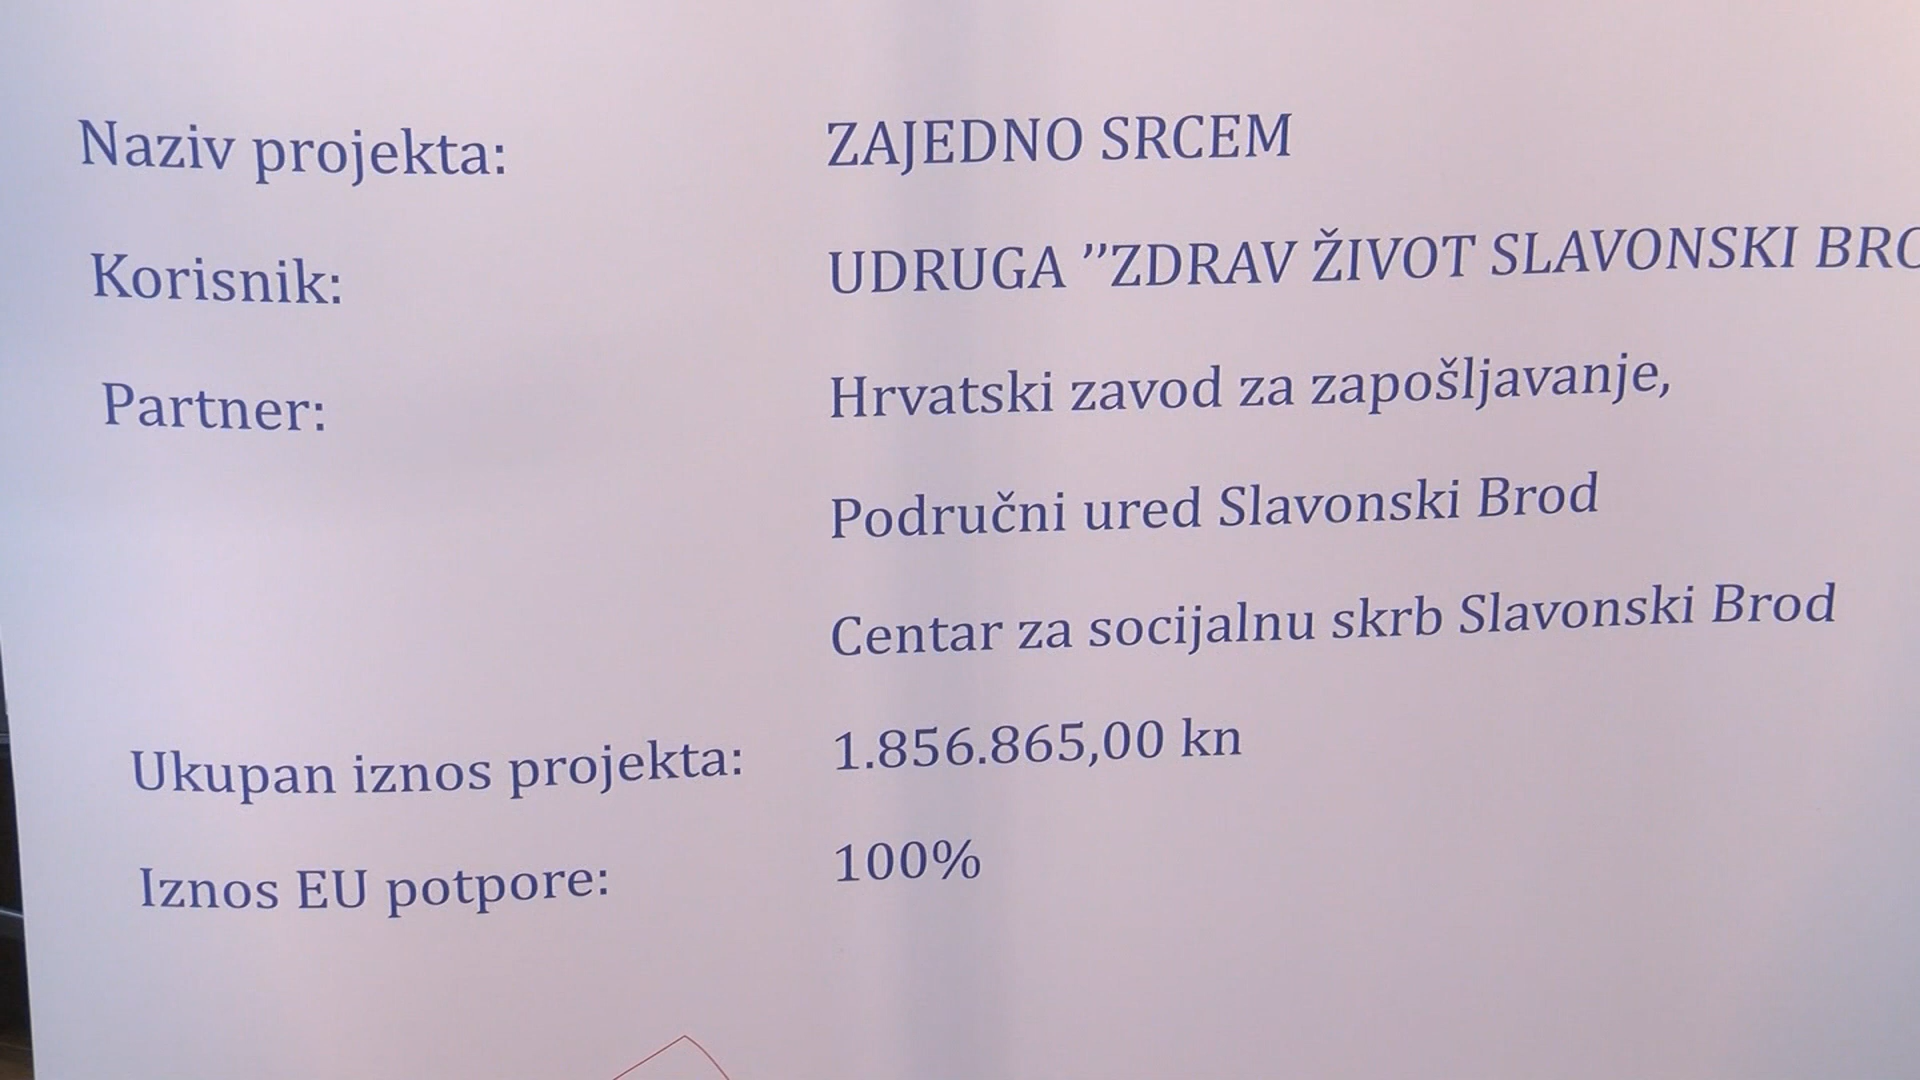 Naziv projekta: ZAJEDNO SRCEM
Korisnik: UDRUGA ’’ZDRAV ŽIVOT SLAVONSKI
Partner: Hrvatski zavod za zapošljavanje,
Područni ured Slavonski Brod
Centar za socijalnu skrb Slavonski Brod
Ukupan iznos projekta: 1.856.865,00 kn
Iznos EU potpore: 100%